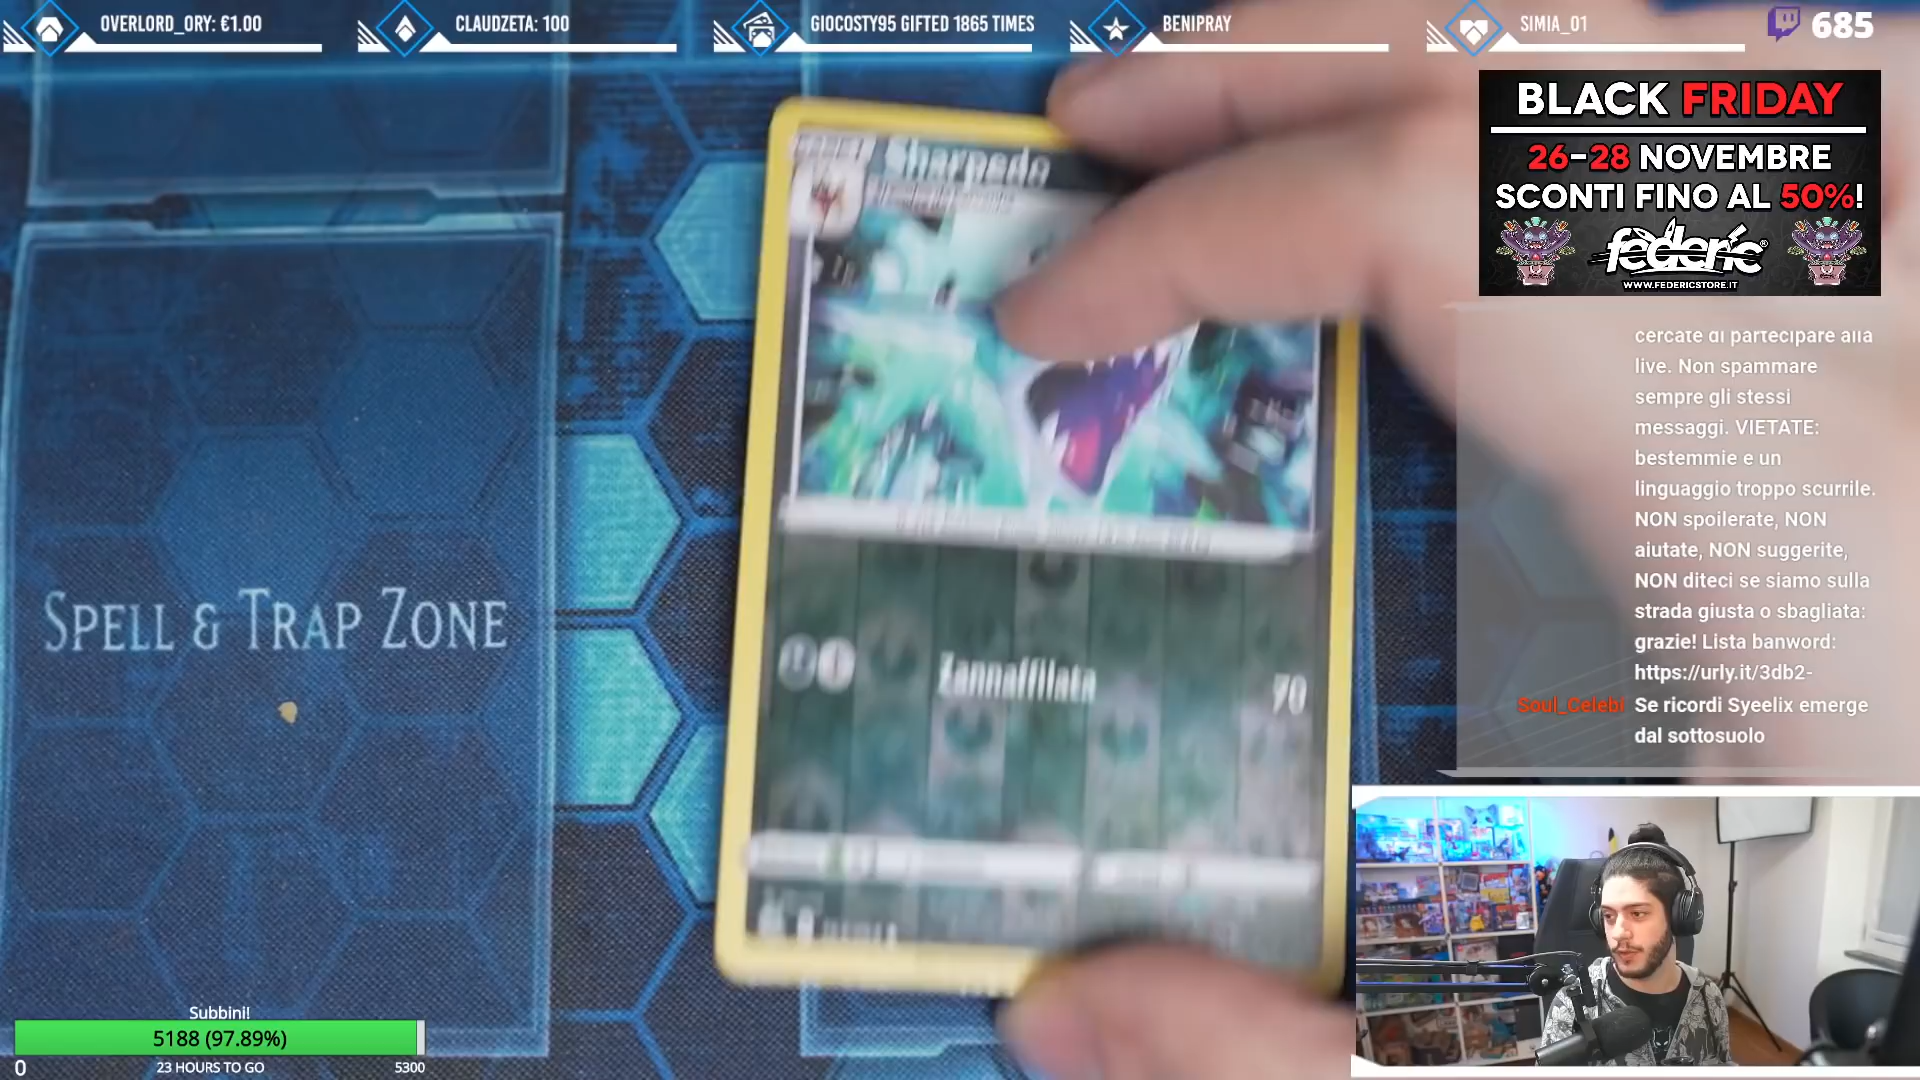 OVERLORD_ORY: €1.00
CLAUDZETA: 100
GIOCOSTY95 GIFTED 1865 TIMES
BENIPRAY
SIMIA_01
685
BLACK FRIDAY
26-28 NOVEMBRE
SCONTI FINO AL 50%!
federic®
WWW.FEDERICSTORE.IT
Sharpedo
cercate di partecipare alla
live. Non spammare
sempre gli stessi
messaggi. VIETATE:
bestemmie e un
linguaggio troppo scurrile.
NON spoilerate, NON
aiutate, NON suggerite,
NON diteci se siamo sulla
strada giusta o sbagliata:
grazie! Lista banword:
https://urly.it/3db2-
Soul_Celebi Se ricordi Syeelix emerge
dal sottosuolo
SPELL & TRAP ZONE
Zannaffilata 90
Subbini!
5188 (97.89%)
0 23 HOURS TO GO 5300